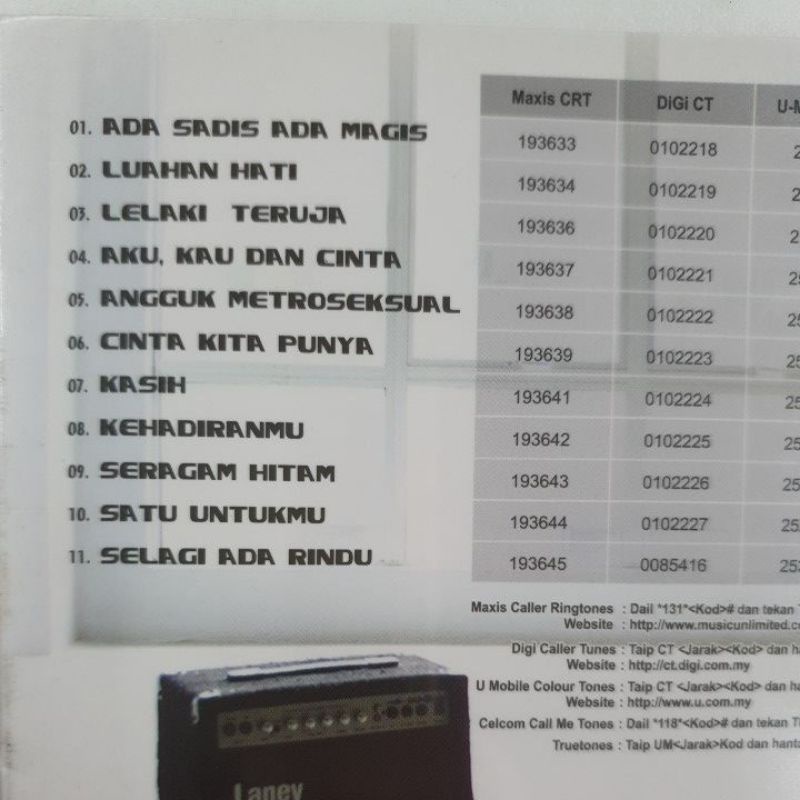 Maxis CRT DiGi CT
01. ADA SADIS ADA MAGIS 193633 0102218
02. LUAHAN HATI 193634 0102219
03. LELAKI TERUJA 193636 0102220
04. AKU, KAU DAN CINTA 193637 0102221
05. ANGGUK METROSEKSUAL 193638 0102222
06. CINTA KITA PUNYA 193639 0102223
07. KASIH 193641 0102224
08. KEHADIRANMU 193642 0102225
09. SERAGAM HITAM 193643 0102226
10. SATU UNTUKMU 193644 0102227
11. SELAGI ADA RINDU 193645 0085416
Maxis Caller Ringtones : Dail *131*<Kod># dan tekan
Website : http://www.musicunlimited.co
Digi Caller Tunes : Taip CT <Jarak><Kod> dan
Website : http://ct.digi.com.my
U Mobile Colour Tones : Taip CT <Jarak><Kod> dan
Website : http://www.u.com.my
Celcom Call Me Tones : Dail *118*<Kod># dan tekan
Truetones : Taip UM<Jarak>Kod dan
Laney